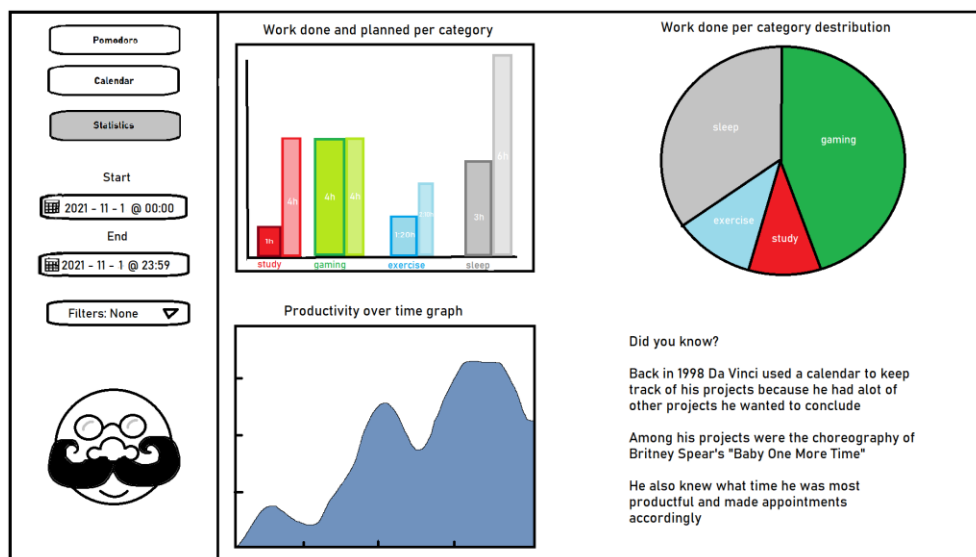 Pomodoro
Calendar
Statistics
Start
2021 - 11 - 1 @ 00:00
End
2021 - 11 - 1 @ 23:59
Filters: None
Work done and planned per category
1h
4h
4h
4h
1:20h
3h
6h
study
gaming
exercise
sleep
Work done per category destribution
sleep
gaming
exercise
study
Productivity over time graph
Did you know?
Back in 1998 Da Vinci used a calendar to keep
track of his projects because he had alot of
other projects he wanted to conclude
Among his projects were the choreography of
Britney Spear's "Baby One More Time"
He also knew what time he was most
productful and made appointments
accordingly